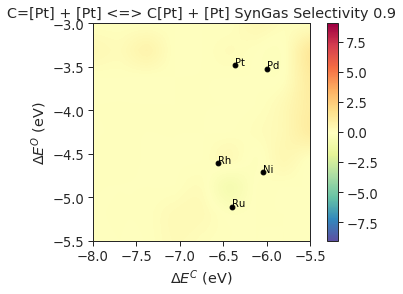 C=[Pt] + [Pt] <=> C[Pt] + [Pt] SynGas Selectivity 0.9
−3.0
−3.5
−4.0
−4.5
−5.0
−5.5
ΔE^O (eV)
Pt
Pd
Rh
Ni
Ru
−8.0 −7.5 −7.0 −6.5 −6.0 −5.5
ΔE^C (eV)
7.5
5.0
2.5
0.0
−2.5
−5.0
−7.5